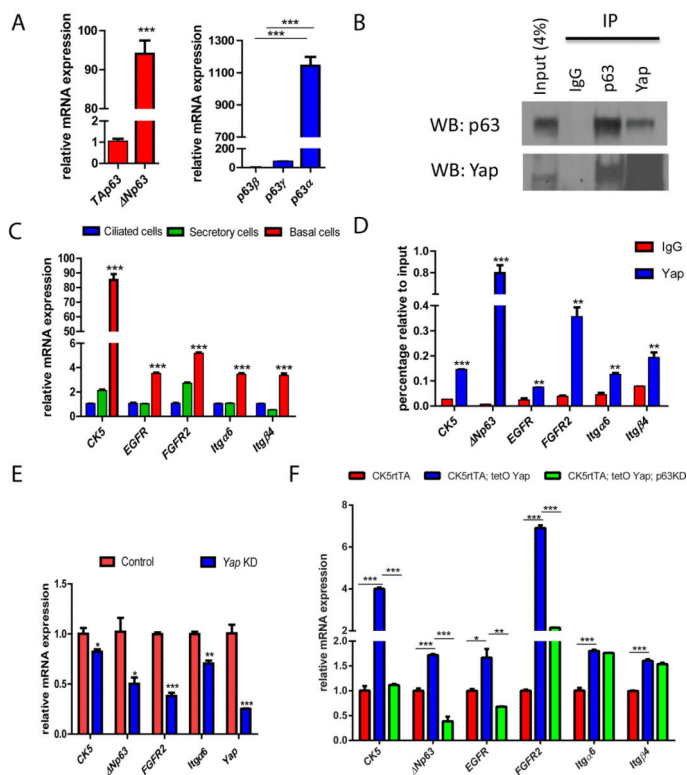 A
relative mRNA expression
100
90
80
2
1
0
***
TAp63
ΔNp63
relative mRNA expression
1300
1100
900
200
0
***
***
p63β
p63γ
p63α
B
IP
Input (4%)
IgG
p63
Yap
WB: p63
WB: Yap
C
Ciliated cells
Secretory cells
Basal cells
relative mRNA expression
100
90
80
70
60
50
40
6
4
2
0
***
***
***
***
***
CK5
EGFR
FGFR2
Itgα6
Itgβ4
D
IgG
Yap
percentage relative to input
1.0
0.8
0.6
0.4
0.3
0.2
0.1
0.0
***
***
**
**
**
**
CK5
ΔNp63
EGFR
FGFR2
Itgα6
Itgβ4
E
Control
Yap KD
relative mRNA expression
1.5
1.0
0.5
0.0
*
*
***
**
***
CK5
ΔNp63
FGFR2
Itgα6
Yap
F
CK5rtTA
CK5rtTA; tetO Yap
CK5rtTA; tetO Yap; p63KD
relative mRNA expression
8
6
4
2
2.0
1.5
1.0
0.5
0.0
*** ***
*** ***
* **
*** ***
***
***
CK5
ΔNp63
EGFR
FGFR2
Itgα6
Itgβ4